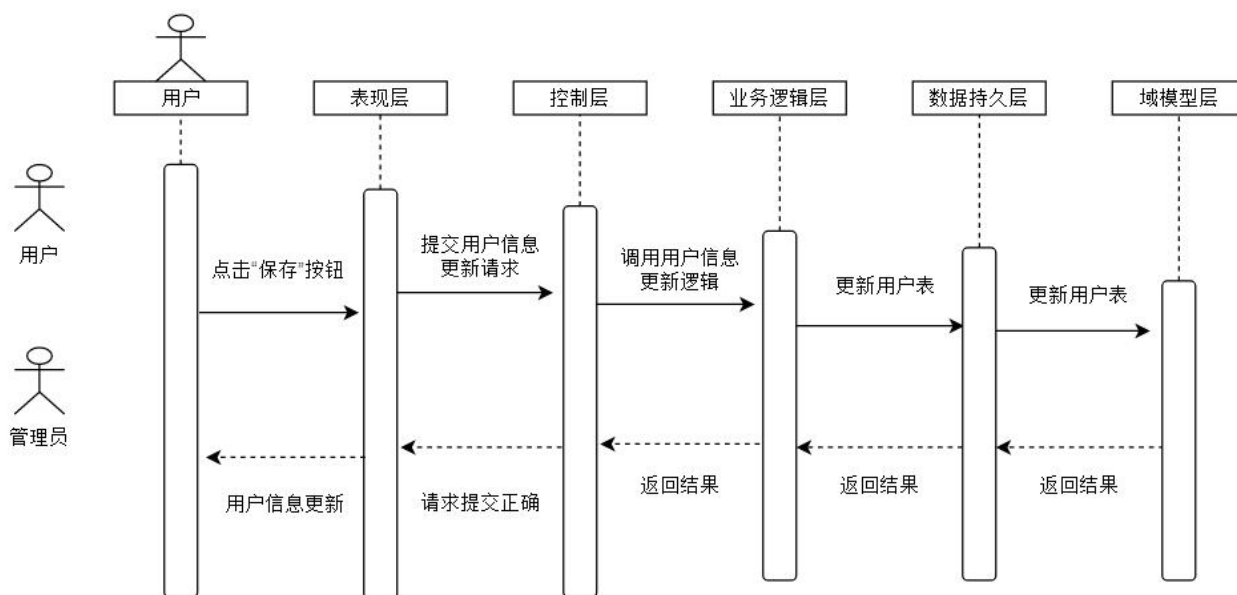 用户
表现层
控制层
业务逻辑层
数据持久层
域模型层
用户
点击“保存”按钮
提交用户信息
更新请求
调用用户信息
更新逻辑
更新用户表
更新用户表
管理员
用户信息更新
请求提交正确
返回结果
返回结果
返回结果